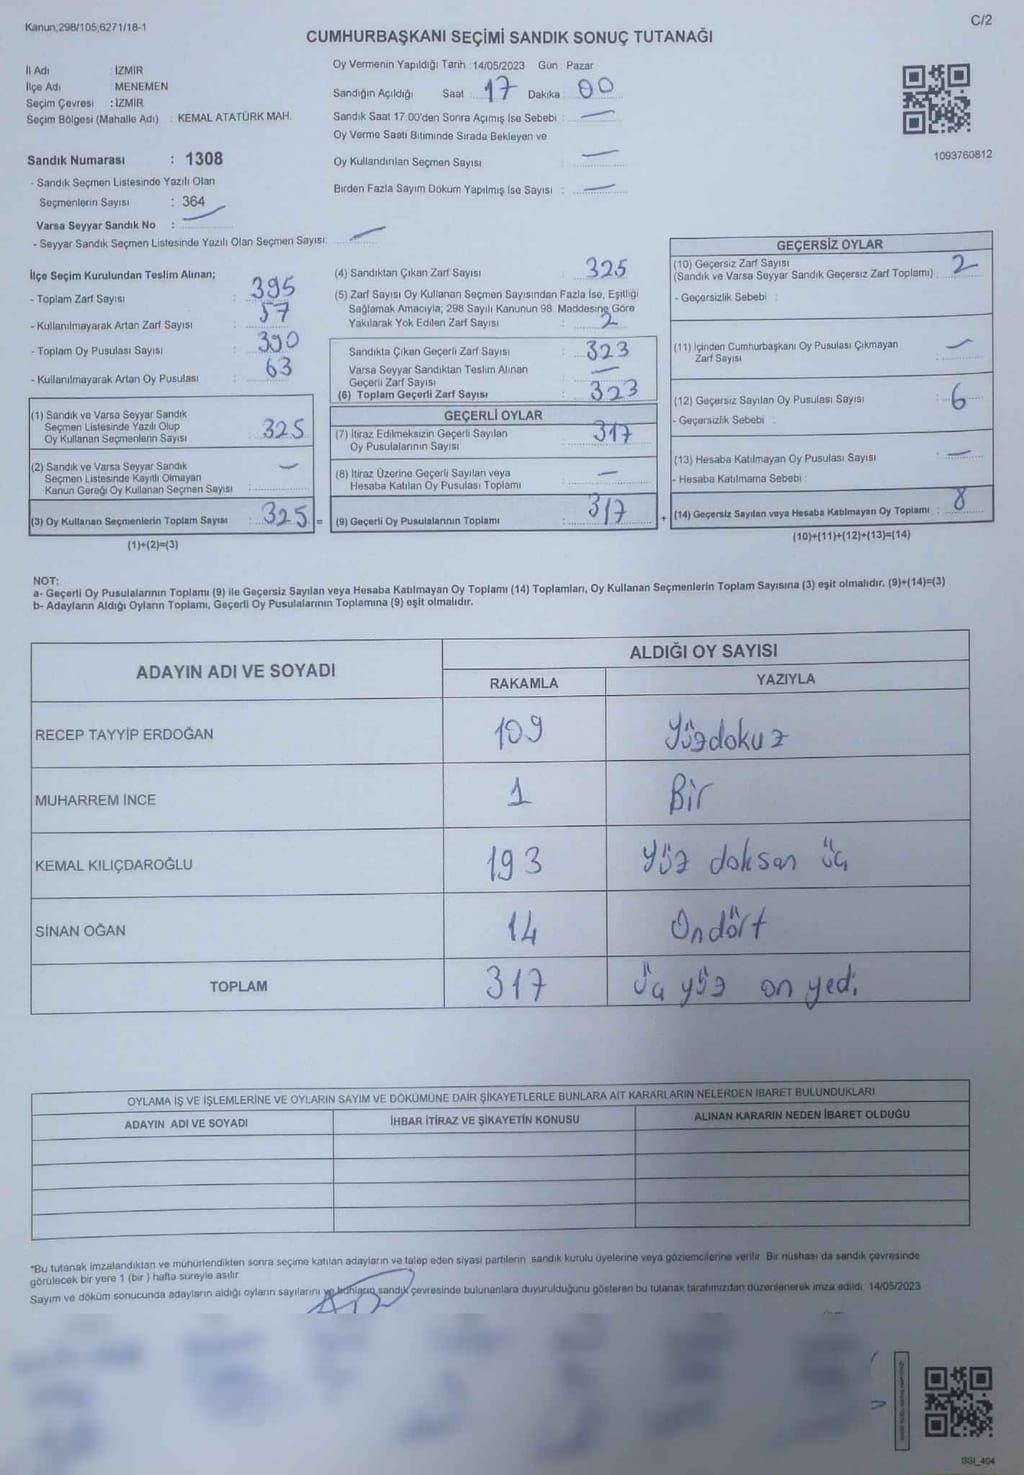 Kanun;298/105,6271/18-1
C/2
CUMHURBAŞKANI SEÇİMİ SANDIK SONUÇ TUTANAĞI
İl Adı : İZMİR
İlçe Adı : MENEMEN
Seçim Çevresi : İZMİR
Seçim Bölgesi (Mahalle Adı) : KEMAL ATATÜRK MAH.
Oy Vermenin Yapıldığı Tarih : 14/05/2023 Gün : Pazar
Sandığın Açıldığı Saat : 17 Dakika : 00
Sandık Saat 17:00'den Sonra Açımış İse Sebebi : —
Oy Verme Saati Bitiminde Sırada Bekleyen ve
Oy Kullandırılan Seçmen Sayısı : —
Birden Fazla Sayım Döküm Yapılmış İse Sayısı : —
1093760812
Sandık Numarası : 1308
- Sandık Seçmen Listesinde Yazılı Olan
Seçmenlerin Sayısı : 364
Varsa Seyyar Sandık No : —
- Seyyar Sandık Seçmen Listesinde Yazılı Olan Seçmen Sayısı: —
İlçe Seçim Kurulundan Teslim Alınan;
- Toplam Zarf Sayısı : 395
- Kullanılmayarak Artan Zarf Sayısı : 57
- Toplam Oy Pusulası Sayısı : 390
- Kullanılmayarak Artan Oy Pusulası : 63
(1) Sandık ve Varsa Seyyar Sandık
Seçmen Listesinde Yazılı Olup
Oy Kullanan Seçmenlerin Sayısı 325
(2) Sandık ve Varsa Seyyar Sandık
Seçmen Listesinde Kayıtlı Olmayan
Kanun Gereği Oy Kullanan Seçmen Sayısı : —
(3) Oy Kullanan Seçmenlerin Toplam Sayısı : 325 =
(1)+(2)=(3)
(4) Sandıktan Çıkan Zarf Sayısı : 325
(5) Zarf Sayısı Oy Kullanan Seçmen Sayısından Fazla İse, Eşitliği
Sağlamak Amacıyla; 298 Sayılı Kanunun 98. Maddesine Göre
Yakılarak Yok Edilen Zarf Sayısı : 2
Sandıkta Çıkan Geçerli Zarf Sayısı : 323
Varsa Seyyar Sandıktan Teslim Alınan
Geçerli Zarf Sayısı : —
(6) Toplam Geçerli Zarf Sayısı : 323
GEÇERLİ OYLAR
(7) İtiraz Edilmeksizin Geçerli Sayılan
Oy Pusulalarının Sayısı : 317
(8) İtiraz Üzerine Geçerli Sayılan veya
Hesaba Katılan Oy Pusulası Toplamı : —
(9) Geçerli Oy Pusulalarının Toplamı : 317 +
GEÇERSİZ OYLAR
(10) Geçersiz Zarf Sayısı
(Sandık ve Varsa Seyyar Sandık Geçersiz Zarf Toplamı) : 2
- Geçersizlik Sebebi :
(11) İçinden Cumhurbaşkanı Oy Pusulası Çıkmayan
Zarf Sayısı : —
(12) Geçersiz Sayılan Oy Pusulası Sayısı : 6
- Geçersizlik Sebebi :
(13) Hesaba Katılmayan Oy Pusulası Sayısı : —
- Hesaba Katılmama Sebebi :
(14) Geçersiz Sayılan veya Hesaba Katılmayan Oy Toplamı : 8
(10)+(11)+(12)+(13)=(14)
NOT:
a- Geçerli Oy Pusulalarının Toplamı (9) ile Geçersiz Sayılan veya Hesaba Katılmayan Oy Toplamı (14) Toplamları, Oy Kullanan Seçmenlerin Toplam Sayısına (3) eşit olmalıdır. (9)+(14)=(3)
b- Adayların Aldığı Oyların Toplamı, Geçerli Oy Pusulalarının Toplamına (9) eşit olmalıdır.
ADAYIN ADI VE SOYADI
ALDIĞI OY SAYISI
RAKAMLA YAZIYLA
RECEP TAYYİP ERDOĞAN 109 Yüzdokuz
MUHARREM İNCE 1 Bir
KEMAL KILIÇDAROĞLU 193 Yüz doksan üç
SİNAN OĞAN 14 Ondört
TOPLAM 317 Üç yüz on yedi
OYLAMA İŞ VE İŞLEMLERİNE VE OYLARIN SAYIM VE DÖKÜMÜNE DAİR ŞİKAYETLERLE BUNLARA AİT KARARLARIN NELERDEN İBARET BULUNDUKLARI
ADAYIN ADI VE SOYADI İHBAR İTİRAZ VE ŞİKAYETİN KONUSU ALINAN KARARIN NEDEN İBARET OLDUĞU
*Bu tutanak imzalandıktan ve mühürlendikten sonra seçime katılan adayların ve talep eden siyasi partilerin sandık kurulu üyelerine veya gözlemcilerine verilir. Bir nüshası da sandık çevresinde
görülecek bir yere 1 (bir ) hafta süreyle asılır.
Sayım ve döküm sonucunda adayların aldığı oyların sayılarını ve bunların sandık çevresinde bulunanlara duyurulduğunu gösteren bu tutanak tarafımızdan düzenlenerek imza edildi. 14/05/2023
SSI_404